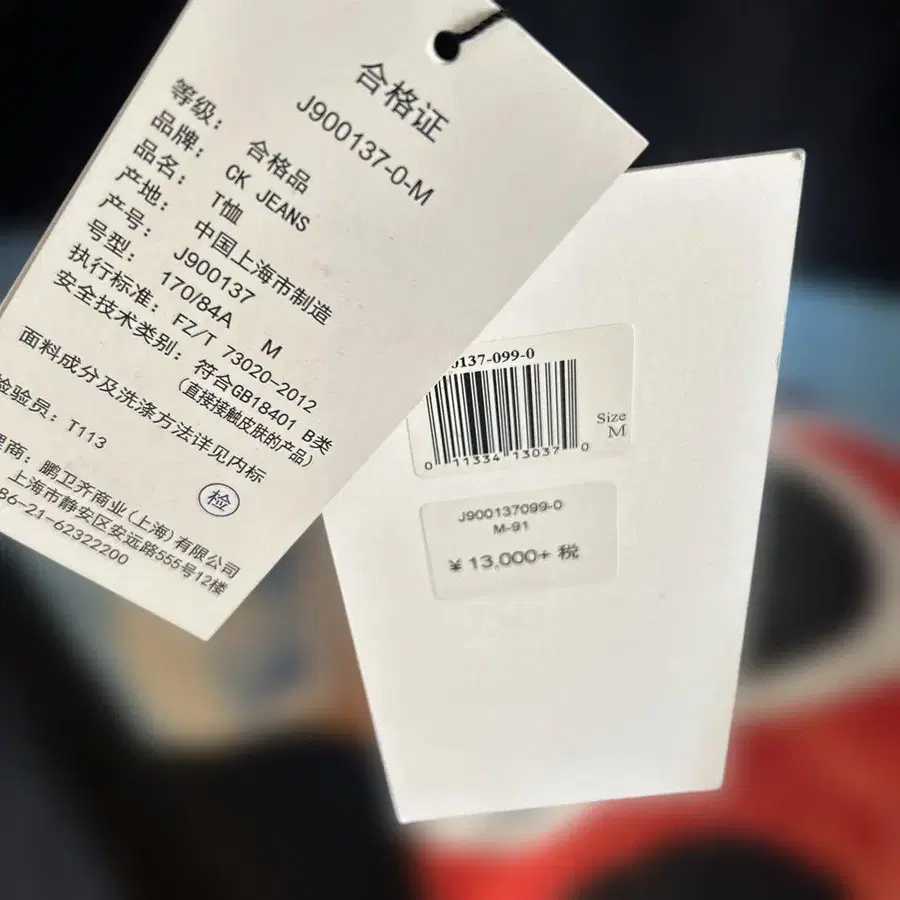 合格证
J900137-0-M
等级： 合格品
品牌： CK JEANS
品名： T恤
产地： 中国上海市制造
产号： J900137
号型： 170/84A M
执行标准： FZ/T 73020-2012
安全技术类别： 符合GB18401 B类
(直接接触皮肤的产品)
面料成分及洗涤方法详见内标
检验员： T113
检
商： 鹏卫齐商业(上海)有限公司
上海市静安区安远路555号12楼
86-21-62322200
0137-099-0
Size
M
0 11334 13037 0
J900137099-0
M-91
¥ 13,000+ 税